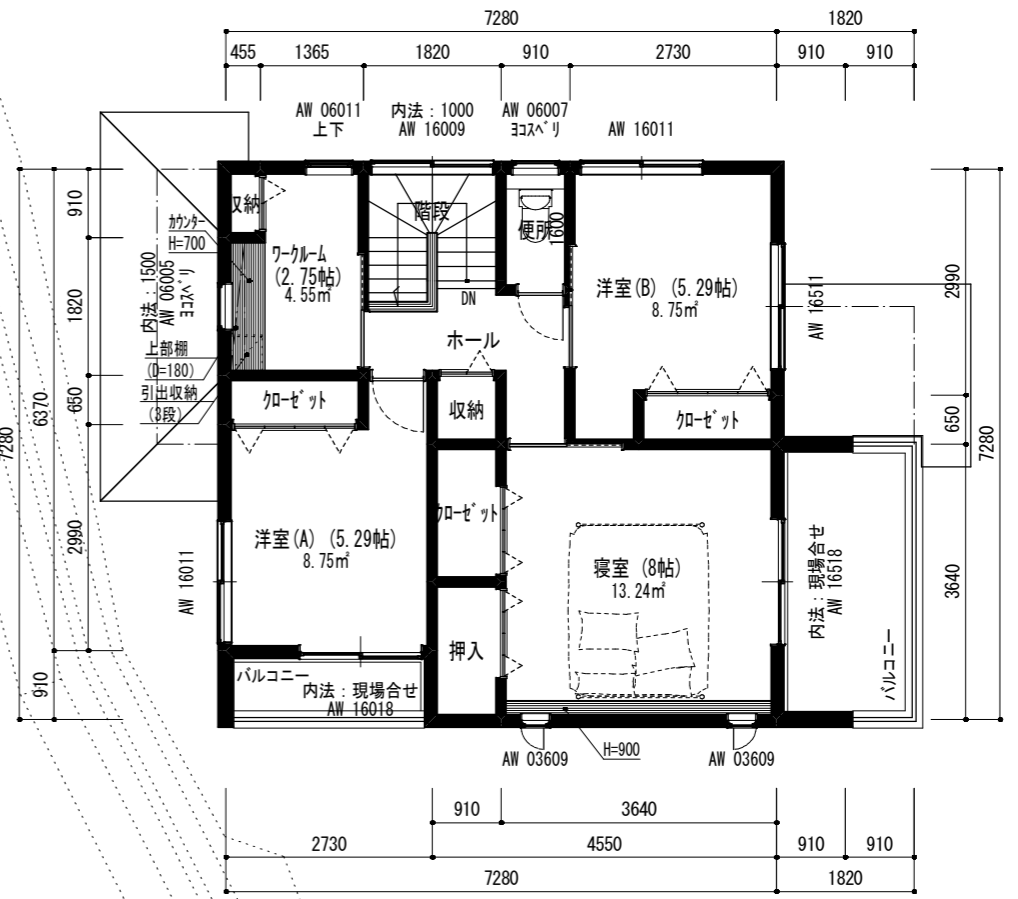 7280
1820
455
1365
1820
910
2730
910
910
AW 06011
上下
内法：1000
AW 16009
AW 06007
ﾖｺｽﾍﾞﾘ
AW 16011
910
1820
650
2990
6370
7280
910
収納
カウンター
H=700
内法：1500
AW 06005
ﾖｺｽﾍﾞﾘ
上部棚
(D=180)
引出収納
(3段)
ﾜｰｸﾙｰﾑ
(2.75帖)
4.55㎡
階段
DN
便所
1600
洋室(B) (5.29帖)
8.75㎡
AW 16511
2990
650
7280
3640
ホール
収納
ｸﾛｰｾﾞｯﾄ
ｸﾛｰｾﾞｯﾄ
ｸﾛｰｾﾞｯﾄ
洋室(A) (5.29帖)
8.75㎡
AW 16011
寝室 (8帖)
13.24㎡
内法：現場合せ
AW 16518
バルコニー
押入
バルコニー
内法：現場合せ
AW 16018
AW 03609
H=900
AW 03609
910
3640
2730
4550
910
910
7280
1820